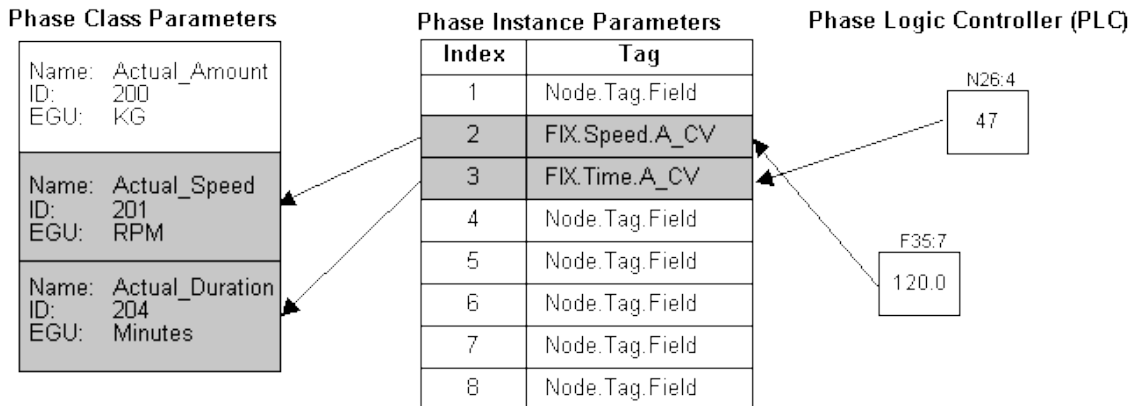 Phase Class Parameters
Phase Instance Parameters
Phase Logic Controller (PLC)
Name: Actual_Amount
ID: 200
EGU: KG
Name: Actual_Speed
ID: 201
EGU: RPM
Name: Actual_Duration
ID: 204
EGU: Minutes
Index Tag
1 Node.Tag.Field
2 FIX.Speed.A_CV
3 FIX.Time.A_CV
4 Node.Tag.Field
5 Node.Tag.Field
6 Node.Tag.Field
7 Node.Tag.Field
8 Node.Tag.Field
N26:4
47
F35:7
120.0